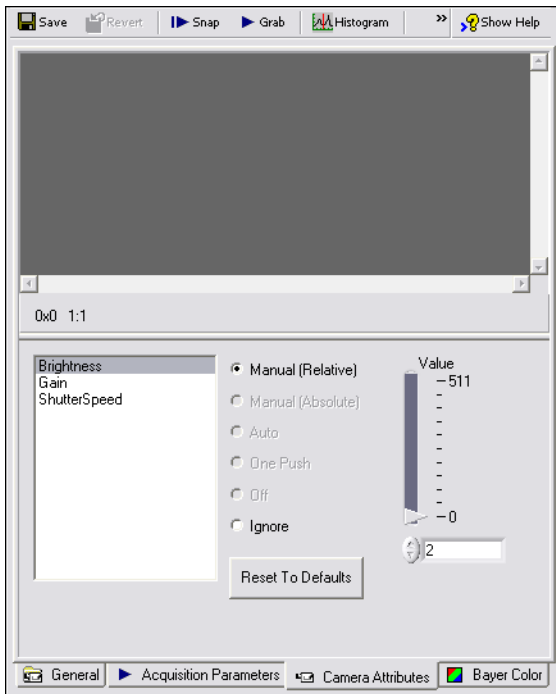 Save Revert Snap Grab Histogram » Show Help
0x0 1:1
Brightness
Gain
ShutterSpeed
Manual (Relative)
Manual (Absolute)
Auto
One Push
Off
Ignore
Reset To Defaults
Value
511
0
2
General Acquisition Parameters Camera Attributes Bayer Color